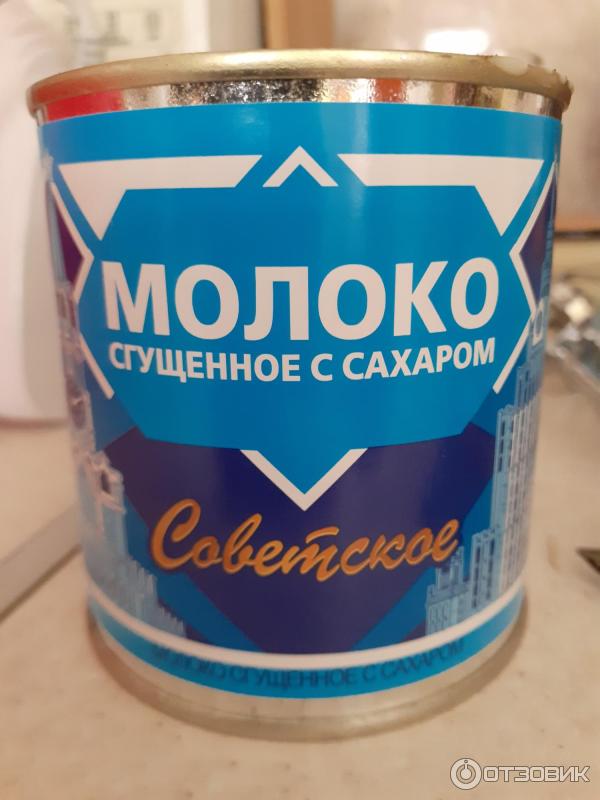 МОЛОКО
СГУЩЕННОЕ С САХАРОМ
Советское
МОЛОКО СГУЩЕННОЕ С САХАРОМ
ОТЗОВИК